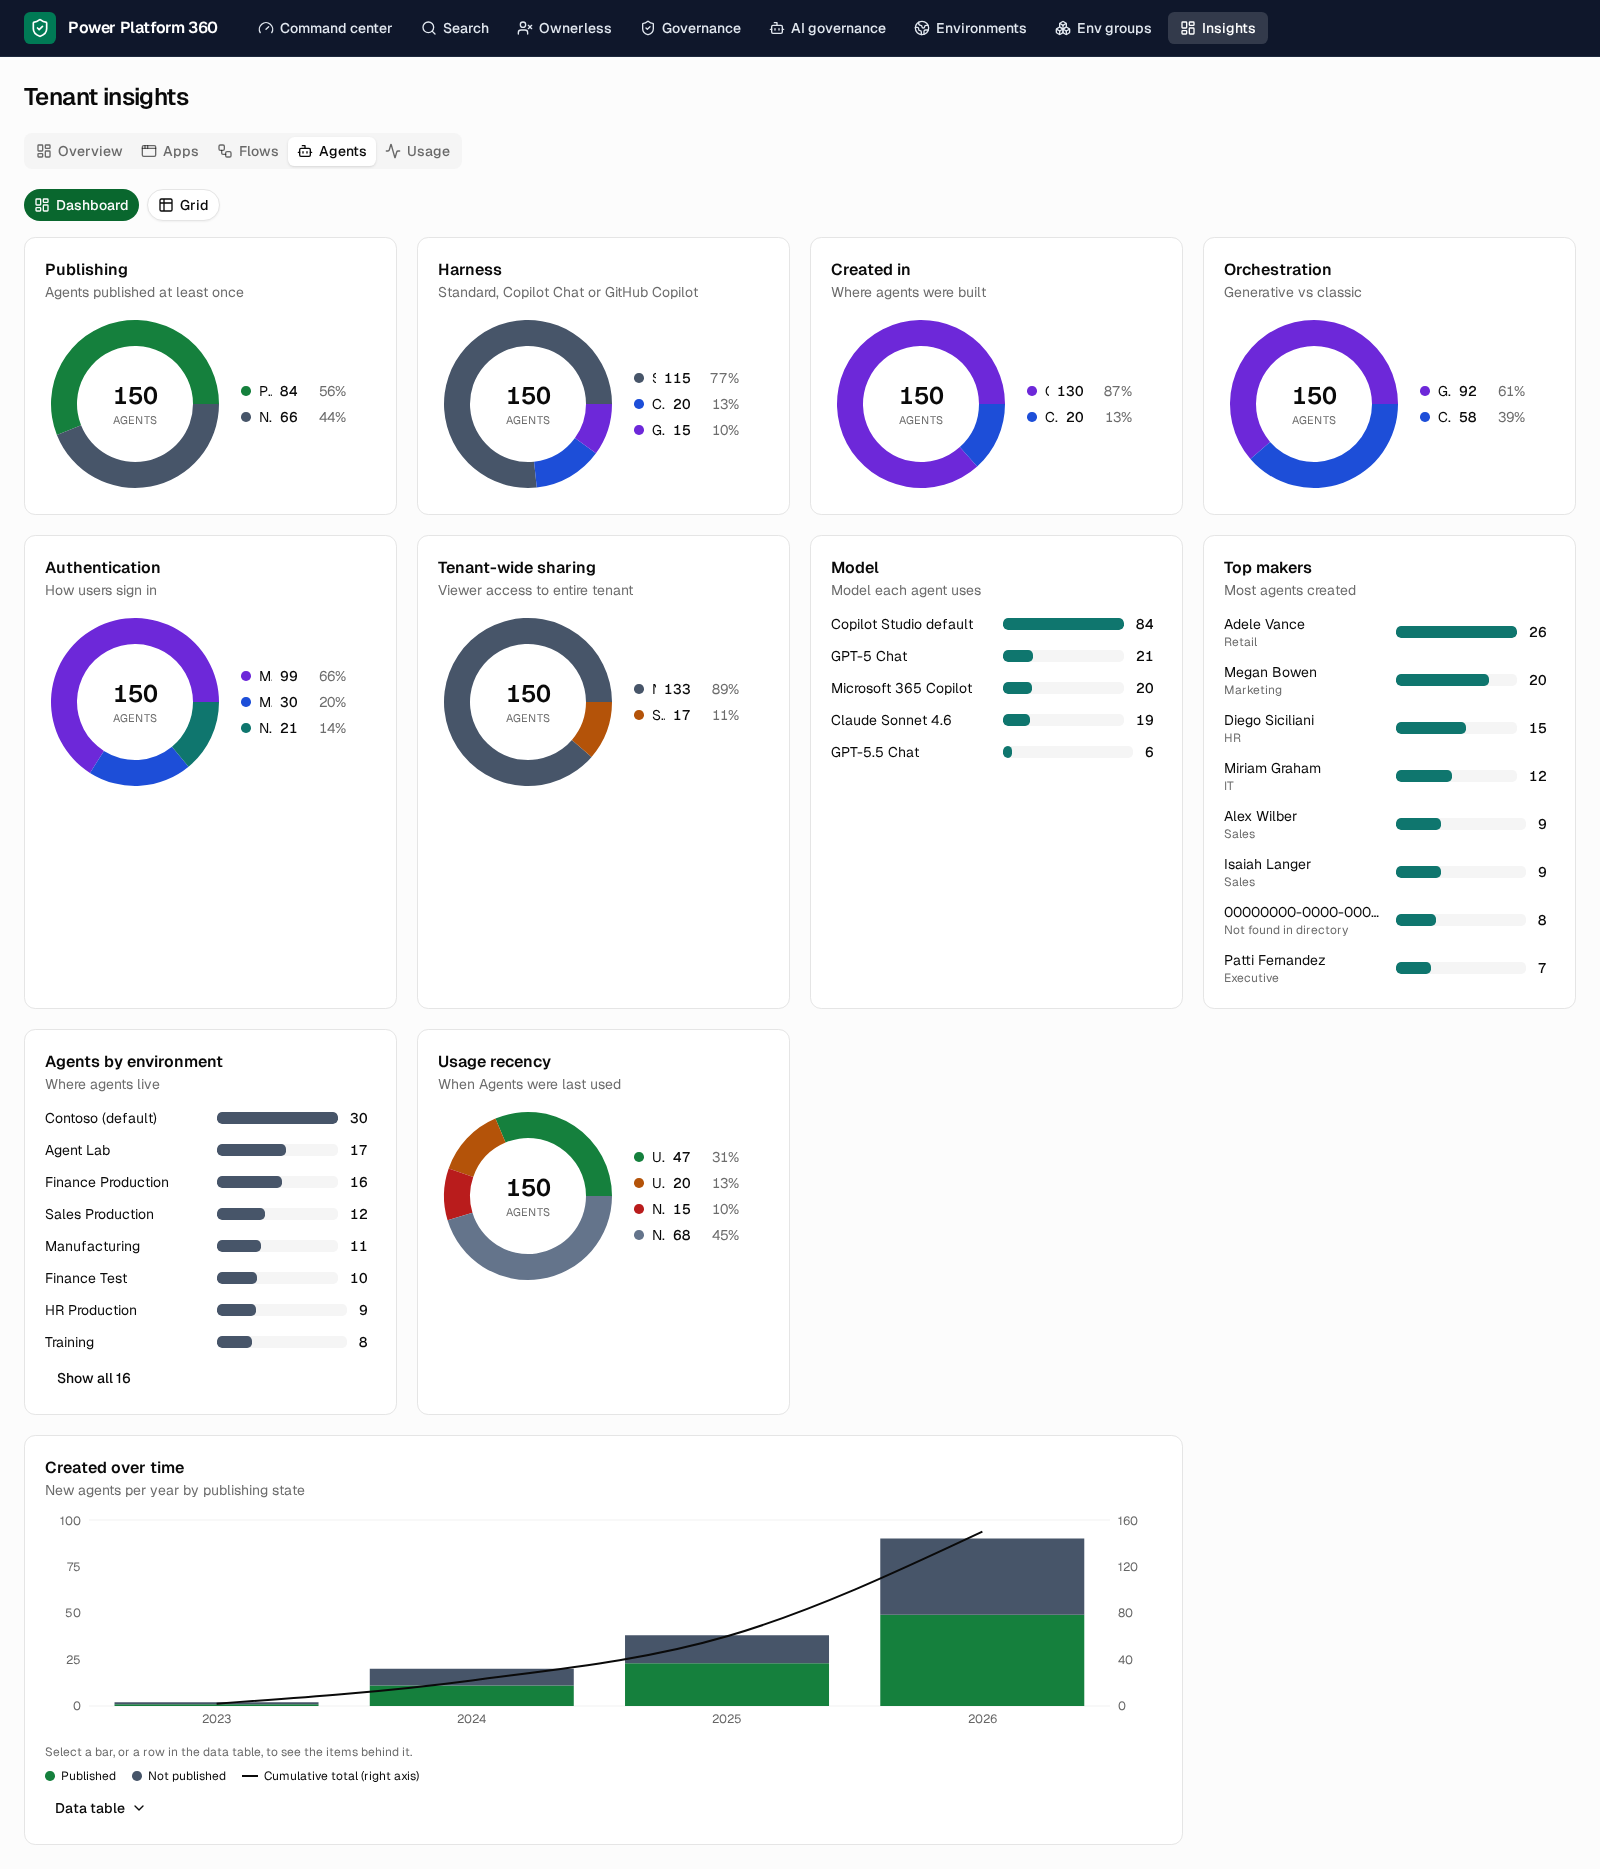 Power Platform 360
Command center
Search
Ownerless
Governance
AI governance
Environments
Env groups
Insights
Tenant insights
Overview
Apps
Flows
Agents
Usage
Dashboard
Grid
Publishing
Agents published at least once
150
AGENTS
P.. 84 56%
N. 66 44%
Harness
Standard, Copilot Chat or GitHub Copilot
150
AGENTS
115 77%
C. 20 13%
G. 15 10%
Created in
Where agents were built
150
AGENTS
130 87%
C. 20 13%
Orchestration
Generative vs classic
150
AGENTS
G. 92 61%
C. 58 39%
Authentication
How users sign in
150
AGENTS
M. 99 66%
M. 30 20%
N. 21 14%
Tenant-wide sharing
Viewer access to entire tenant
150
AGENTS
133 89%
S.. 17 11%
Model
Model each agent uses
Copilot Studio default 84
GPT-5 Chat 21
Microsoft 365 Copilot 20
Claude Sonnet 4.6 19
GPT-5.5 Chat 6
Top makers
Most agents created
Adele Vance 26
Retail
Megan Bowen 20
Marketing
Diego Siciliani 15
HR
Miriam Graham 12
IT
Alex Wilber 9
Sales
Isaiah Langer 9
Sales
00000000-0000-000... 8
Not found in directory
Patti Fernandez 7
Executive
Agents by environment
Where agents live
Contoso (default) 30
Agent Lab 17
Finance Production 16
Sales Production 12
Manufacturing 11
Finance Test 10
HR Production 9
Training 8
Show all 16
Usage recency
When Agents were last used
150
AGENTS
U. 47 31%
U. 20 13%
N. 15 10%
N. 68 45%
Created over time
New agents per year by publishing state
100 160
75 120
50 80
25 40
0 0
2023 2024 2025 2026
Select a bar, or a row in the data table, to see the items behind it.
Published Not published Cumulative total (right axis)
Data table